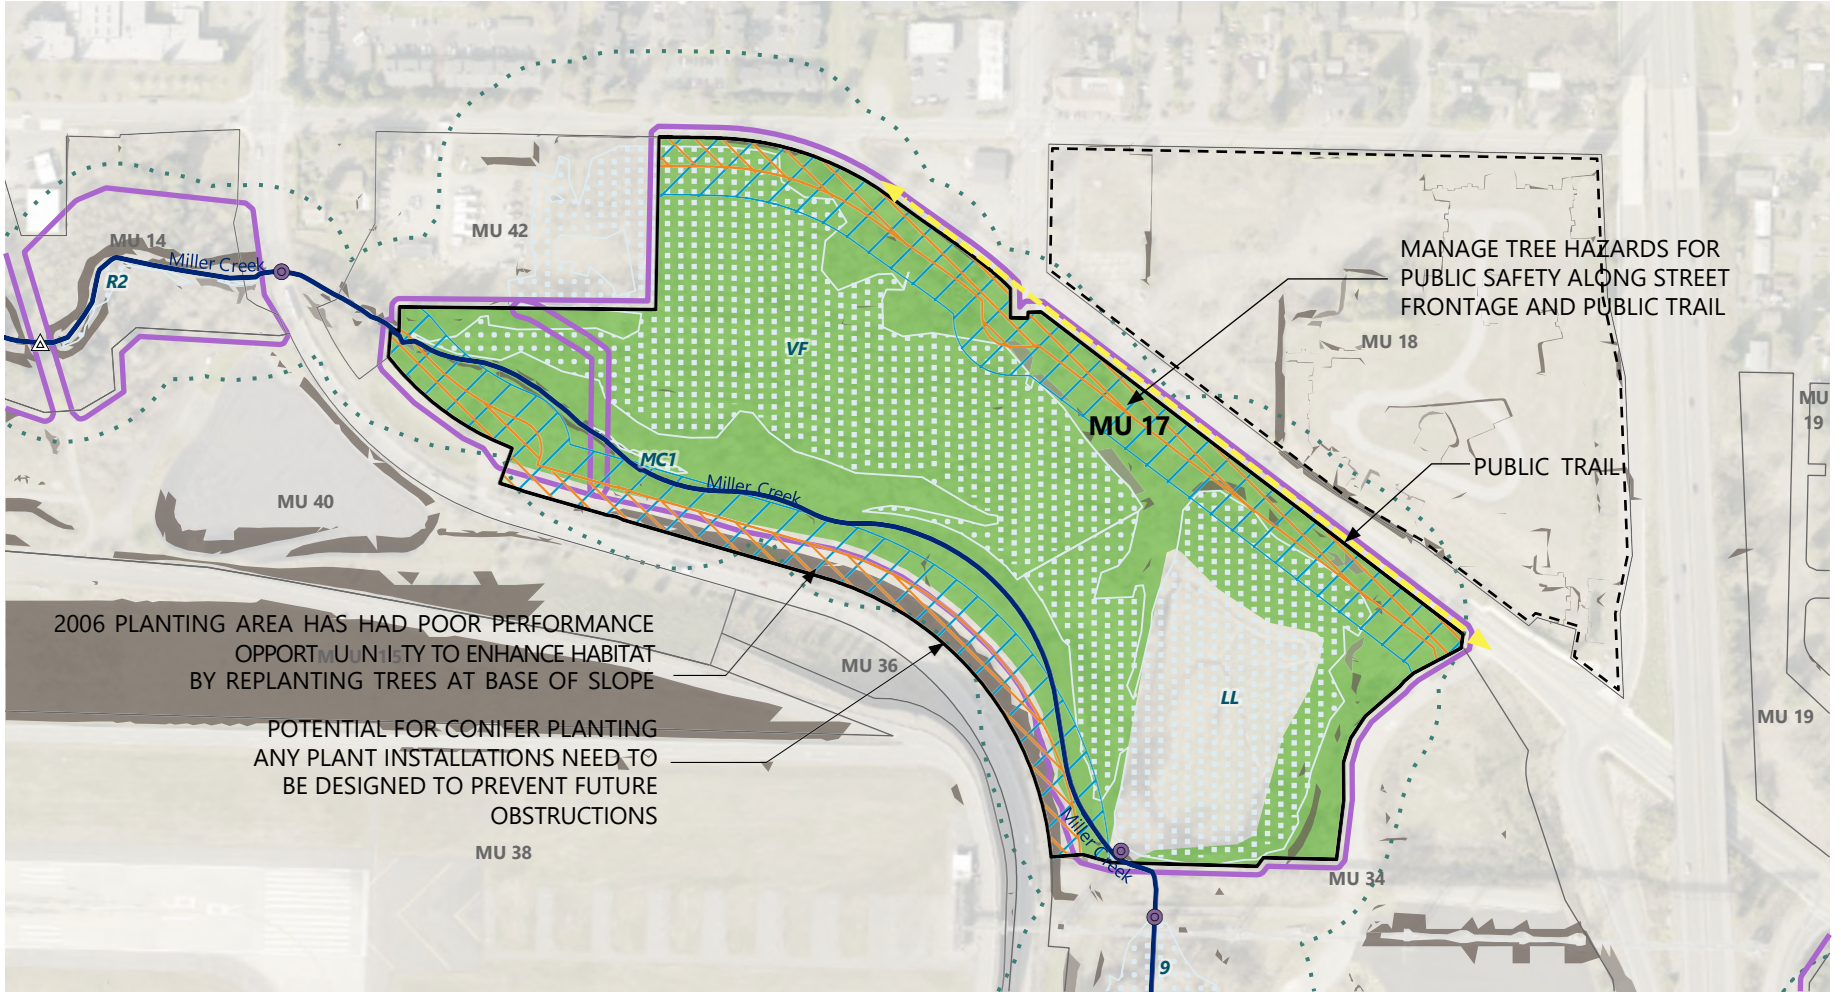 MU 42
MU 14
Miller Creek
R2
MANAGE TREE HAZARDS FOR
PUBLIC SAFETY ALONG STREET
FRONTAGE AND PUBLIC TRAIL
MU 18
VF
MU
19
MU 17
MC1
PUBLIC TRAIL
Miller Creek
MU 40
2006 PLANTING AREA HAS HAD POOR PERFORMANCE
OPPORTUNITY TO ENHANCE HABITAT
BY REPLANTING TREES AT BASE OF SLOPE
MU 15
MU 36
LL
MU 19
POTENTIAL FOR CONIFER PLANTING
ANY PLANT INSTALLATIONS NEED TO
BE DESIGNED TO PREVENT FUTURE
OBSTRUCTIONS
Miller Creek
MU 38
MU 34
9